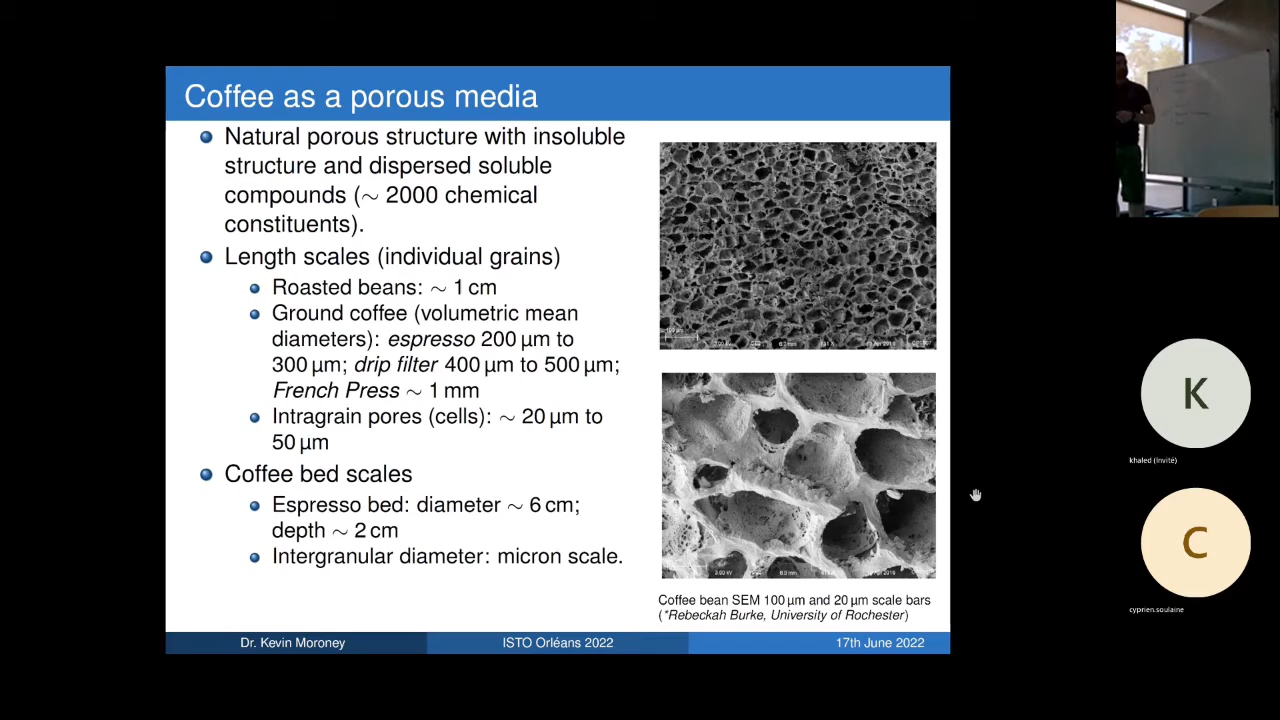 Coffee as a porous media
Natural porous structure with insoluble
structure and dispersed soluble
compounds (∼ 2000 chemical
constituents).
Length scales (individual grains)
Roasted beans: ∼ 1 cm
Ground coffee (volumetric mean
diameters): espresso 200 µm to
300 µm; drip filter 400 µm to 500 µm;
French Press ∼ 1 mm
Intragrain pores (cells): ∼ 20 µm to
50 µm
Coffee bed scales
Espresso bed: diameter ∼ 6 cm;
depth ∼ 2 cm
Intergranular diameter: micron scale.
Coffee bean SEM 100 µm and 20 µm scale bars
(*Rebeckah Burke, University of Rochester)
Dr. Kevin Moroney
ISTO Orléans 2022
17th June 2022
K
khaled (Invité)
C
cyprien.soulaine